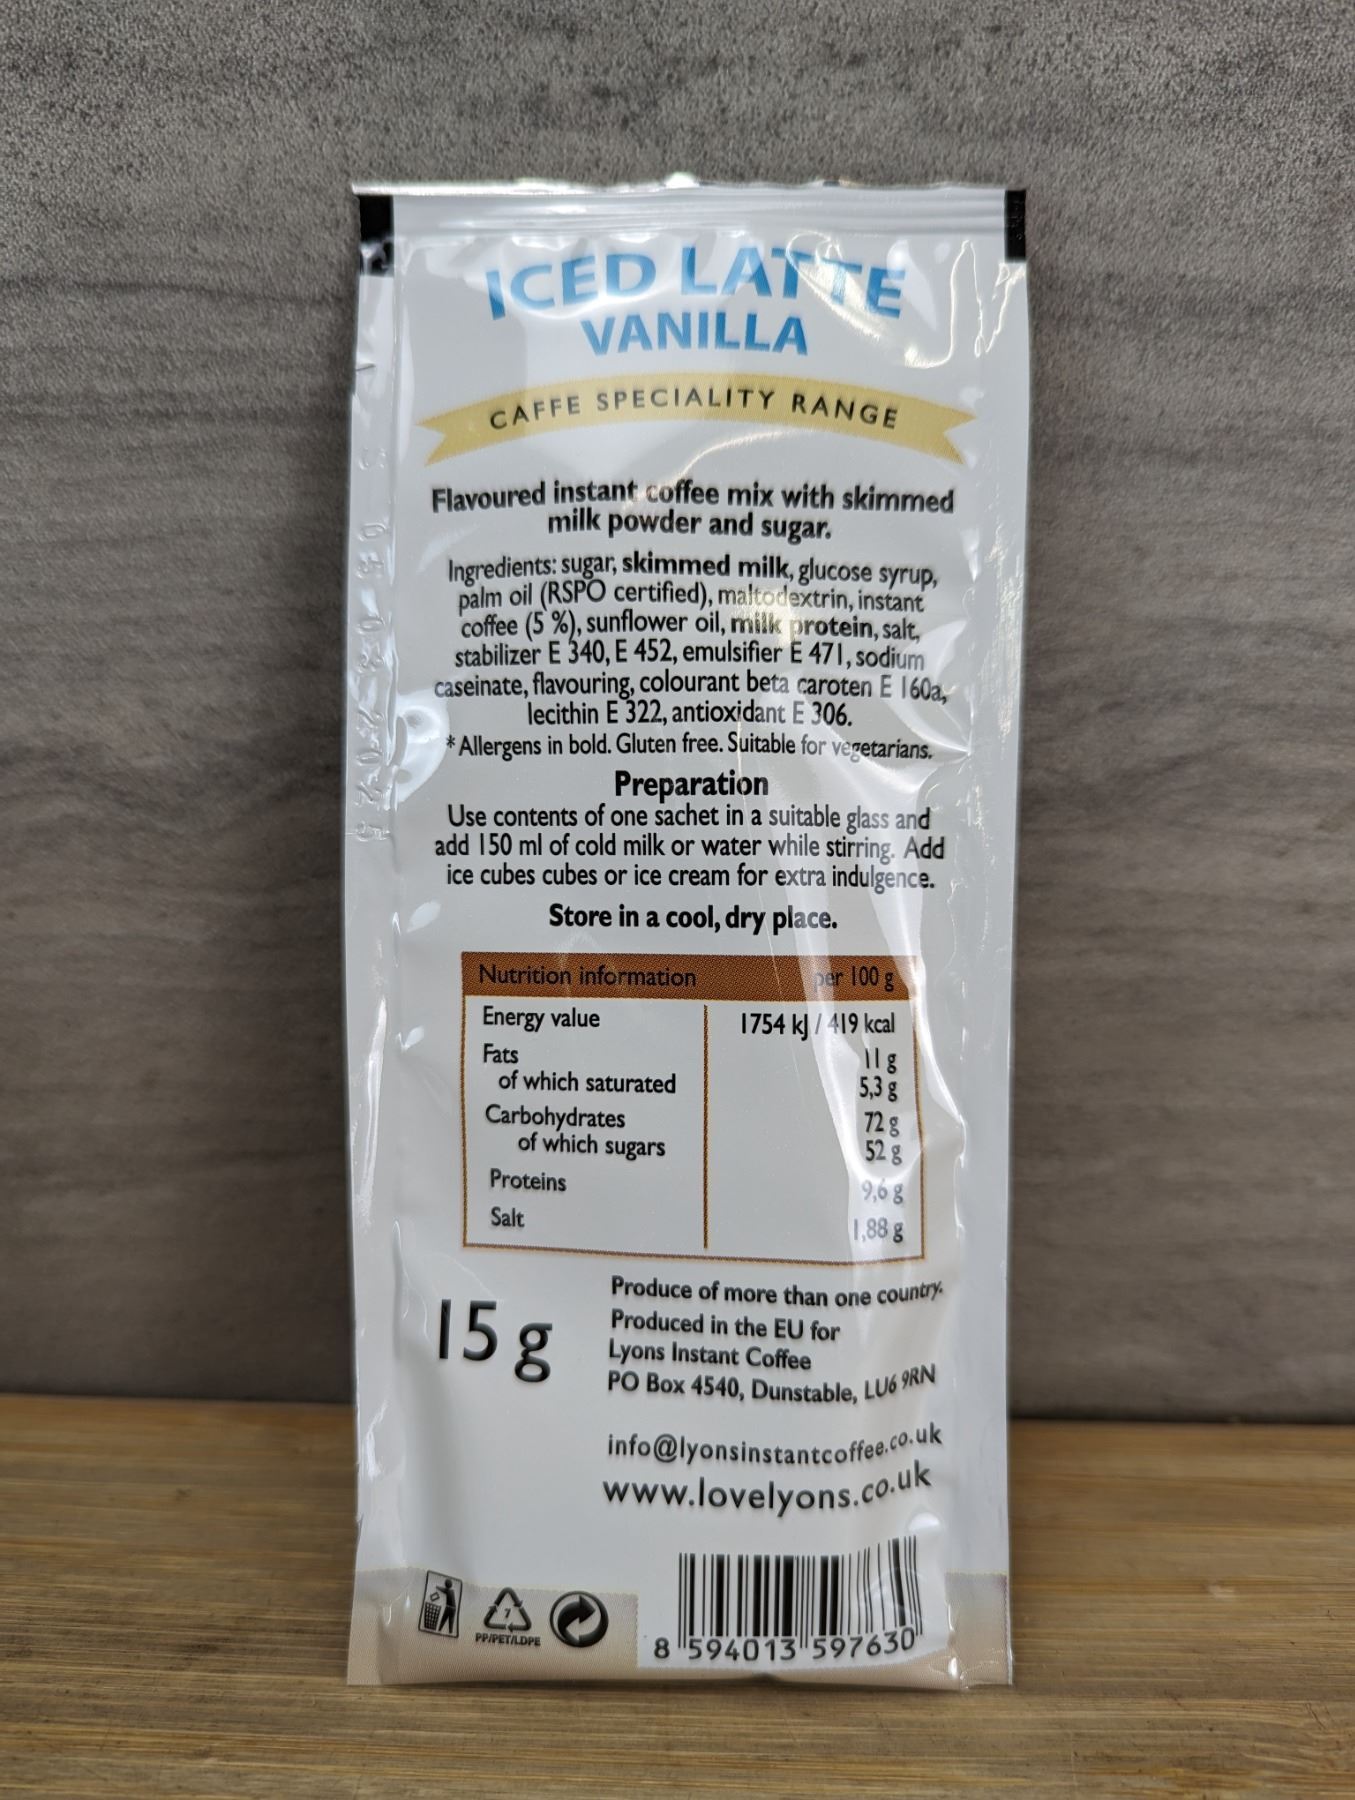 ICED LATTE
VANILLA
CAFFE SPECIALITY RANGE
Flavoured instant coffee mix with skimmed
milk powder and sugar.
Ingredients: sugar, skimmed milk, glucose syrup,
palm oil (RSPO certified), maltodextrin, instant
coffee (5 %), sunflower oil, milk protein, salt,
stabilizer E 340, E 452, emulsifier E 471, sodium
caseinate, flavouring, colourant beta caroten E 160a,
lecithin E 322, antioxidant E 306.
*Allergens in bold. Gluten free. Suitable for vegetarians.
Preparation
Use contents of one sachet in a suitable glass and
add 150 ml of cold milk or water while stirring. Add
ice cubes cubes or ice cream for extra indulgence.
Store in a cool, dry place.
Nutrition information per 100 g
Energy value 1754 kJ / 419 kcal
Fats 11 g
of which saturated 5,3 g
Carbohydrates 72 g
of which sugars 52 g
Proteins 9,6 g
Salt 1,88 g
15 g
Produce of more than one country.
Produced in the EU for
Lyons Instant Coffee
PO Box 4540, Dunstable, LU6 9RN
info@lyonsinstantcoffee.co.uk
www.lovelyons.co.uk
7
PP/PET/LDPE
8 594013 597630